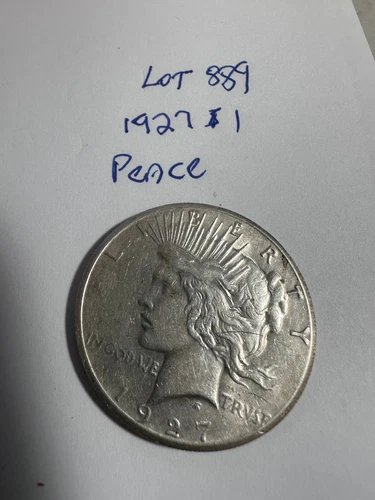 LOT 889
1927 $1
Peace
LIBERTY
IN GOD WE TRUST
1927